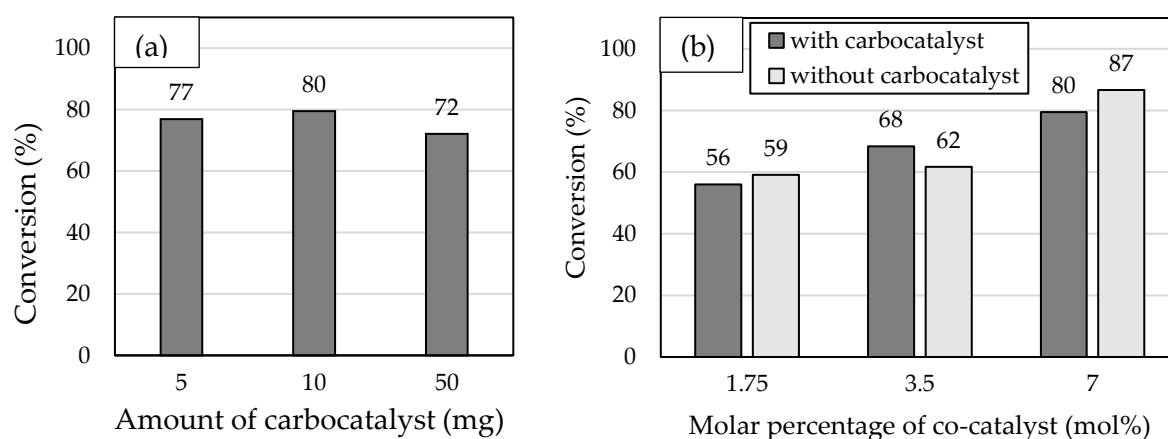 (a)
Conversion (%)
100
80
60
40
20
0
77
80
72
5 10 50
Amount of carbocatalyst (mg)
(b)
with carbocatalyst
without carbocatalyst
Conversion (%)
100
80
60
40
20
0
56 59 68 62 80 87
1.75 3.5 7
Molar percentage of co-catalyst (mol%)